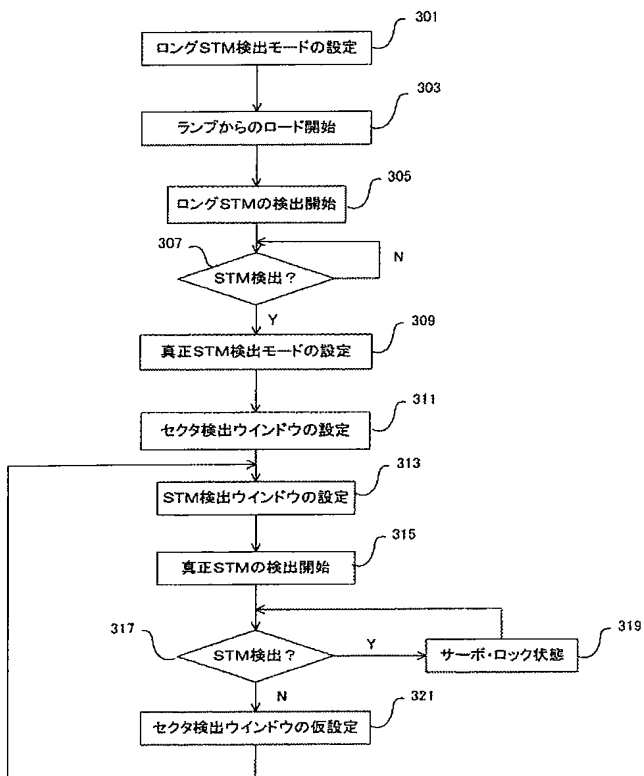 ロングSTM検出モードの設定
301
ランプからのロード開始
303
ロングSTMの検出開始
305
307
STM検出?
N
Y
真正STM検出モードの設定
309
セクタ検出ウインドウの設定
311
STM検出ウインドウの設定
313
真正STMの検出開始
315
317
STM検出?
Y
サーボ・ロック状態
319
N
セクタ検出ウインドウの仮設定
321